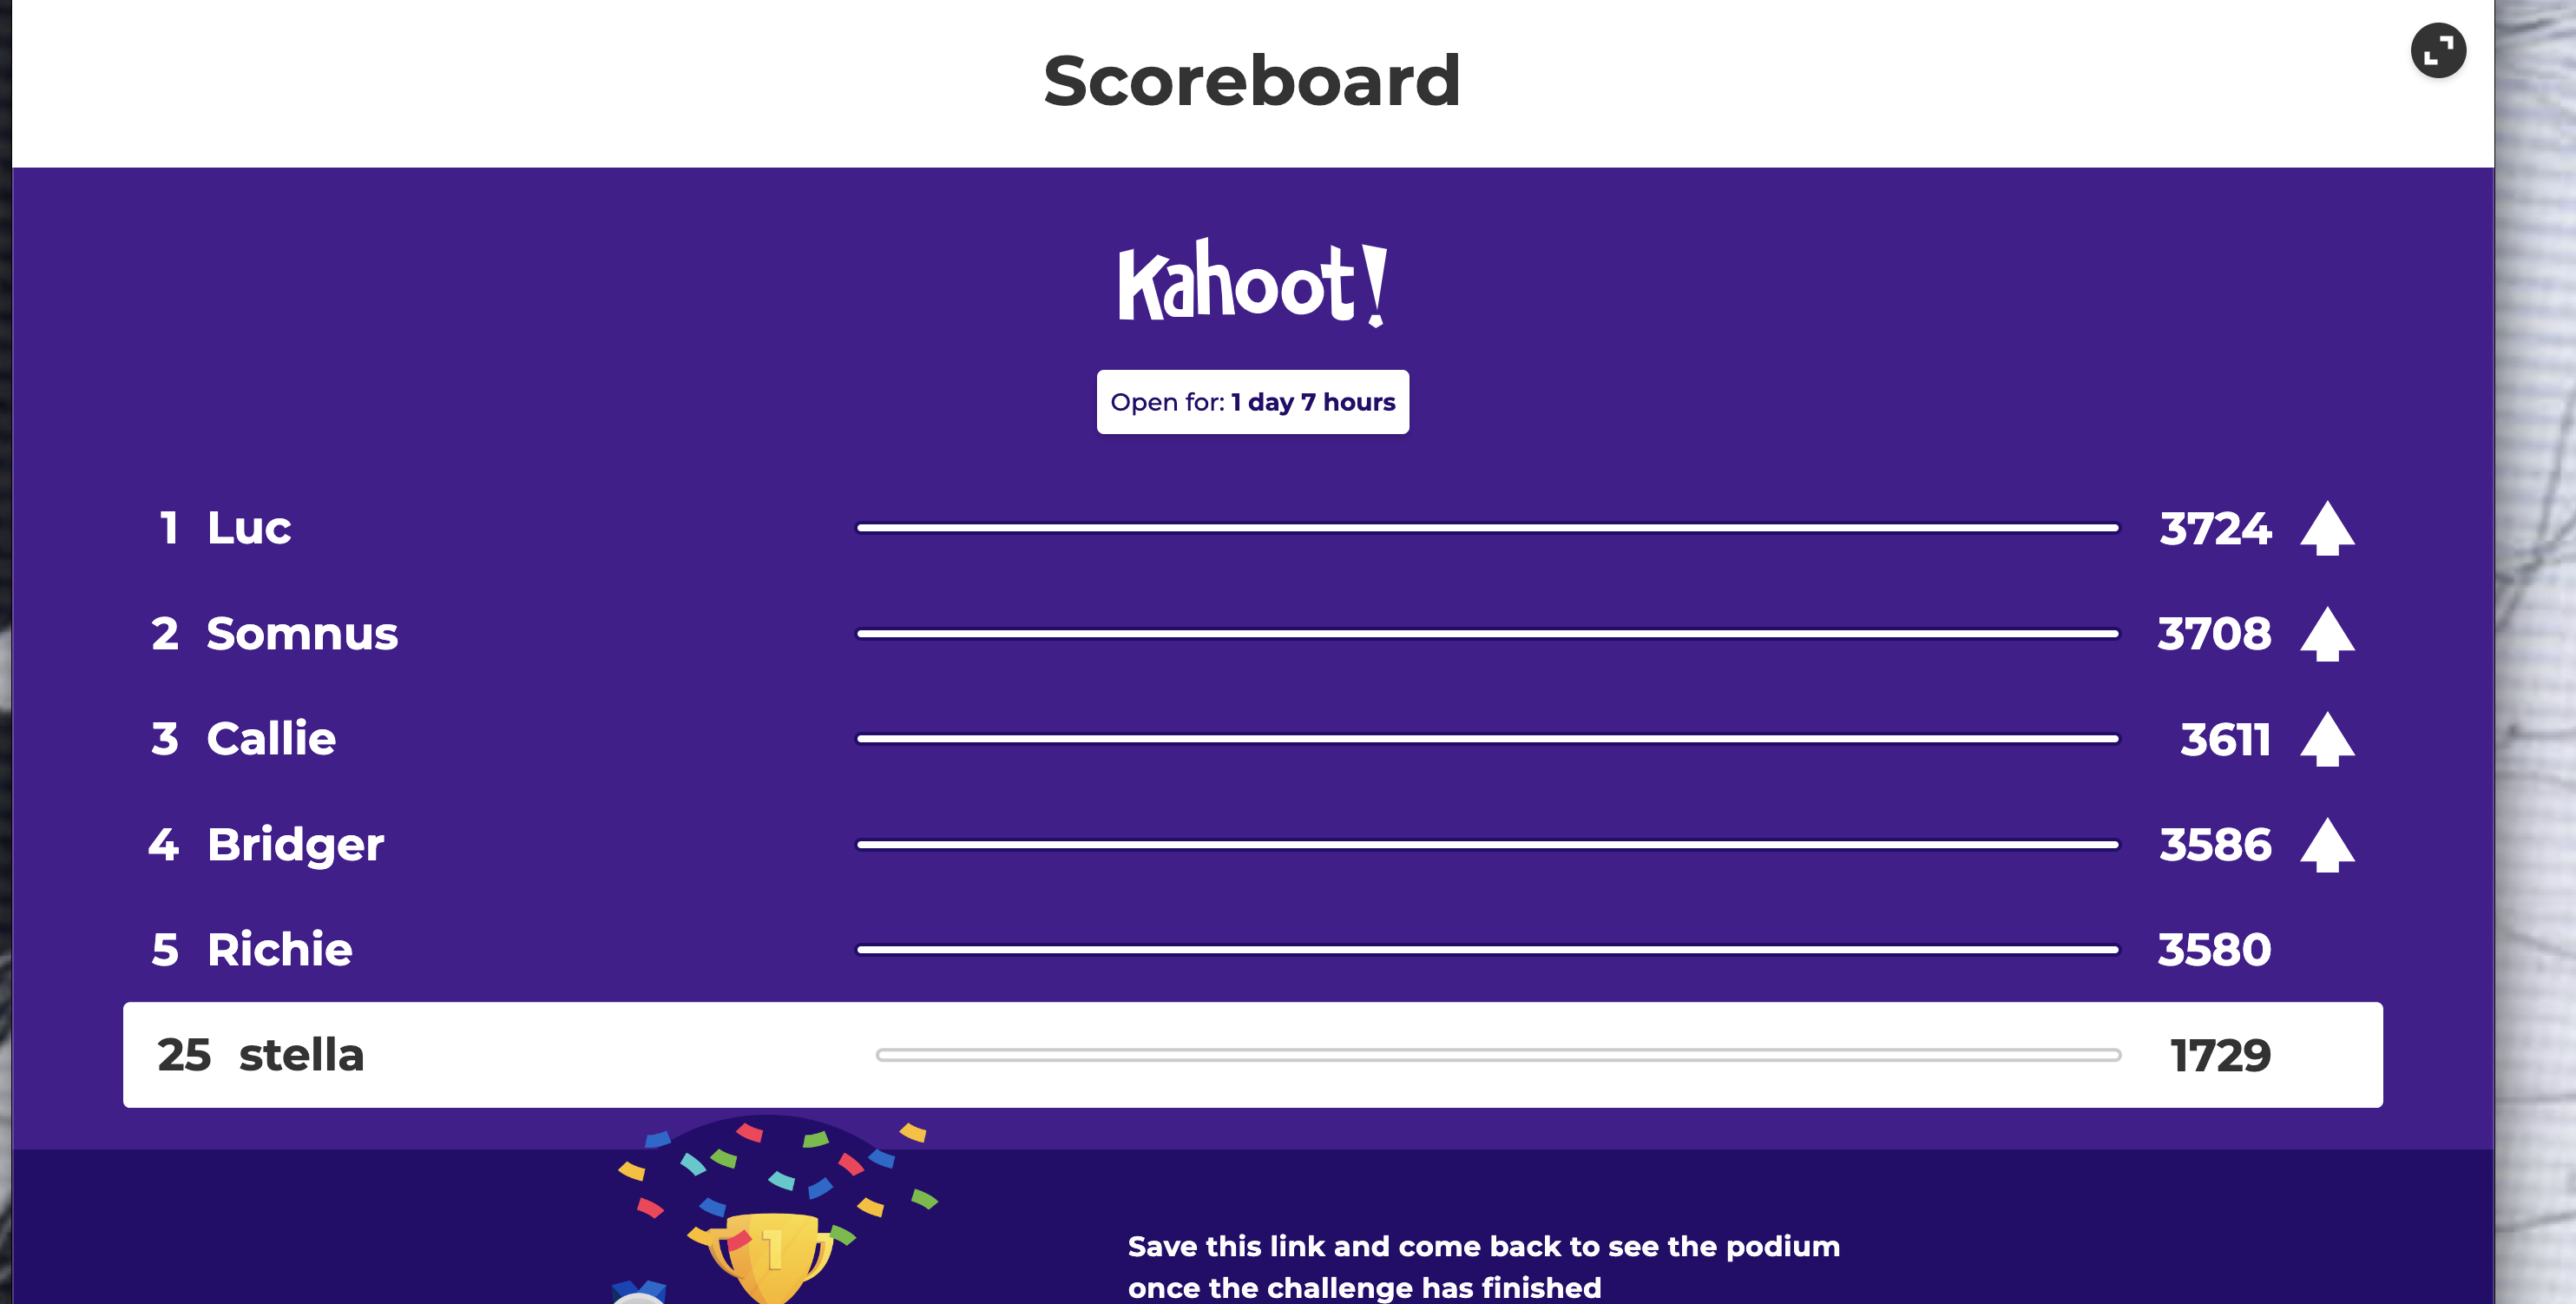 Scoreboard
Kahoot!
Open for: 1 day 7 hours
1 Luc 3724
2 Somnus 3708
3 Callie 3611
4 Bridger 3586
5 Richie 3580
25 stella 1729
1
Save this link and come back to see the podium
once the challenge has finished